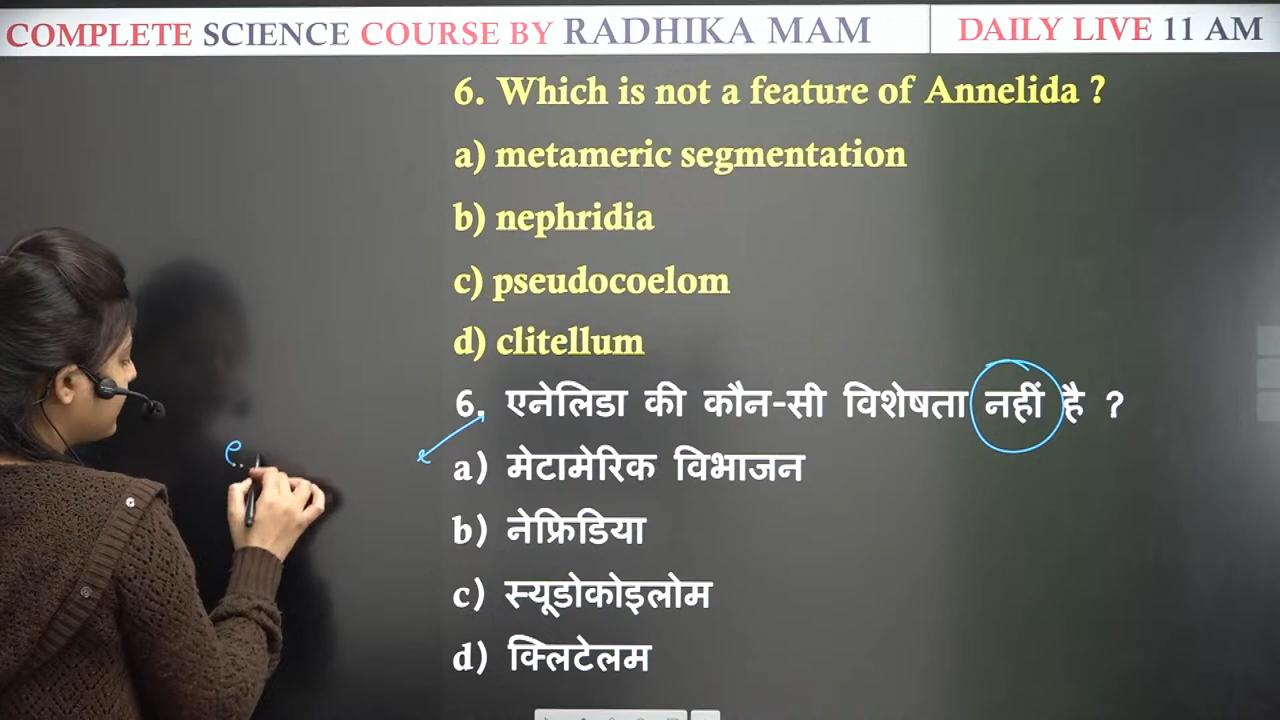 COMPLETE SCIENCE COURSE BY RADHIKA MAM DAILY LIVE 11 AM
6. Which is not a feature of Annelida ?
a) metameric segmentation
b) nephridia
c) pseudocoelom
d) clitellum
6. एनेलिडा की कौन-सी विशेषता नहीं है ?
a) मेटामेरिक विभाजन
e.
b) नेफ्रिडिया
c) स्यूडोकोइलोम
d) क्लिटेलम